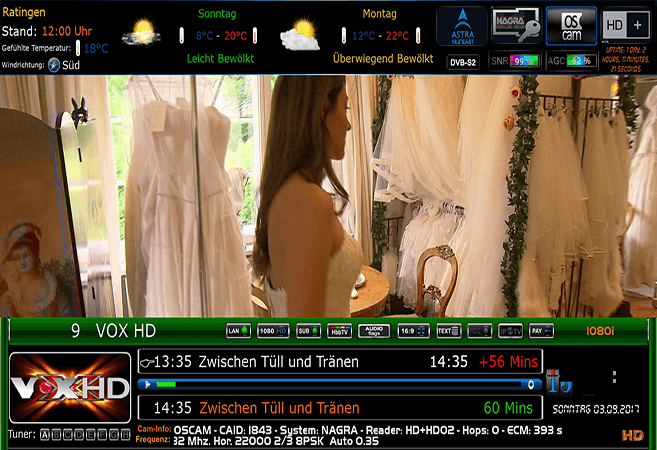 Ratingen
Stand: 12:00 Uhr
Gefühlte Temperatur: 18°C
Windrichtung: Süd
Sonntag
8°C - 20°C
Leicht Bewölkt
Montag
12°C - 22°C
Überwiegend Bewölkt
ASTRA
19,2°EAST
NAGRA
OS
cam
HD +
DVB-S2
SNR 99%
AGC 62 %
UPTIME: 1 DAY, 2
HOURS, 11 MINUTES,
21 SECONDS
9 VOX HD
LAN
1080 HD
SUB
HbbTV
AUDIO
flags
16:9
TEXT
REC
IP TV
PAY
1080i
VOXHD
13:35 Zwischen Tüll und Tränen 14:35 +56 Mins
14:35 Zwischen Tüll und Tränen 60 Mins
SONNTAG 03.09.2017
Tuner: A B C D E F G H
Cam-Info: OSCAM - CAID: 1843 - System: NAGRA - Reader: HD+HD02 - Hops: 0 - ECM: 393 s
Frequenz: 32 Mhz. Hor. 22000 2/3 8PSK Auto 0.35
HD